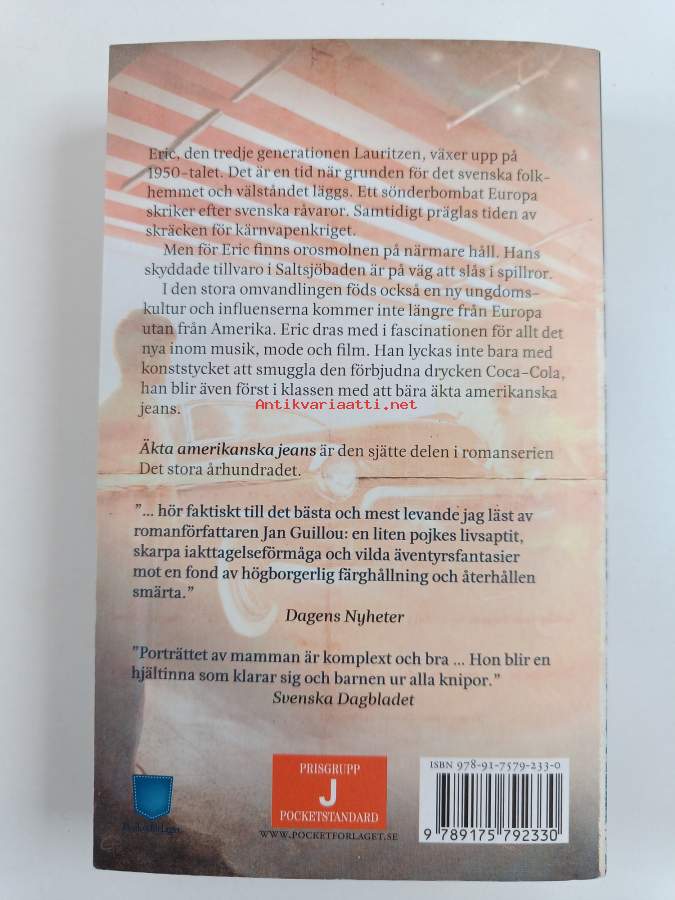 Eric, den tredje generationen Lauritzen, växer upp på
1950-talet. Det är en tid när grunden för det svenska folk-
hemmet och välståndet läggs. Ett sönderbombat Europa
skriker efter svenska råvaror. Samtidigt präglas tiden av
skräcken för kärnvapenkriget.
Men för Eric finns orosmolnen på närmare håll. Hans
skyddade tillvaro i Saltsjöbaden är på väg att slås i spillror.
I den stora omvandlingen föds också en ny ungdoms-
kultur och influenserna kommer inte längre från Europa
utan från Amerika. Eric dras med i fascinationen för allt det
nya inom musik, mode och film. Han lyckas inte bara med
konststycket att smuggla den förbjudna drycken Coca-Cola,
han blir även först i klassen med att bära äkta amerikanska
jeans.
Antikvariaatti.net
Äkta amerikanska jeans är den sjätte delen i romanserien
Det stora århundradet.
"... hör faktiskt till det bästa och mest levande jag läst av
romanförfattaren Jan Guillou: en liten pojkes livsaptit,
skarpa iakttagelseförmåga och vilda äventyrsfantasier
mot en fond av högborgerlig färghållning och återhållen
smärta."
Dagens Nyheter
"Porträttet av mamman är komplext och bra ... Hon blir en
hjältinna som klarar sig och barnen ur alla knipor."
Svenska Dagbladet
Pocketförlaget
PRISGRUPP
J
POCKETSTANDARD
WWW.POCKETFORLAGET.SE
ISBN 978-91-7579-233-0
9 789175 792330